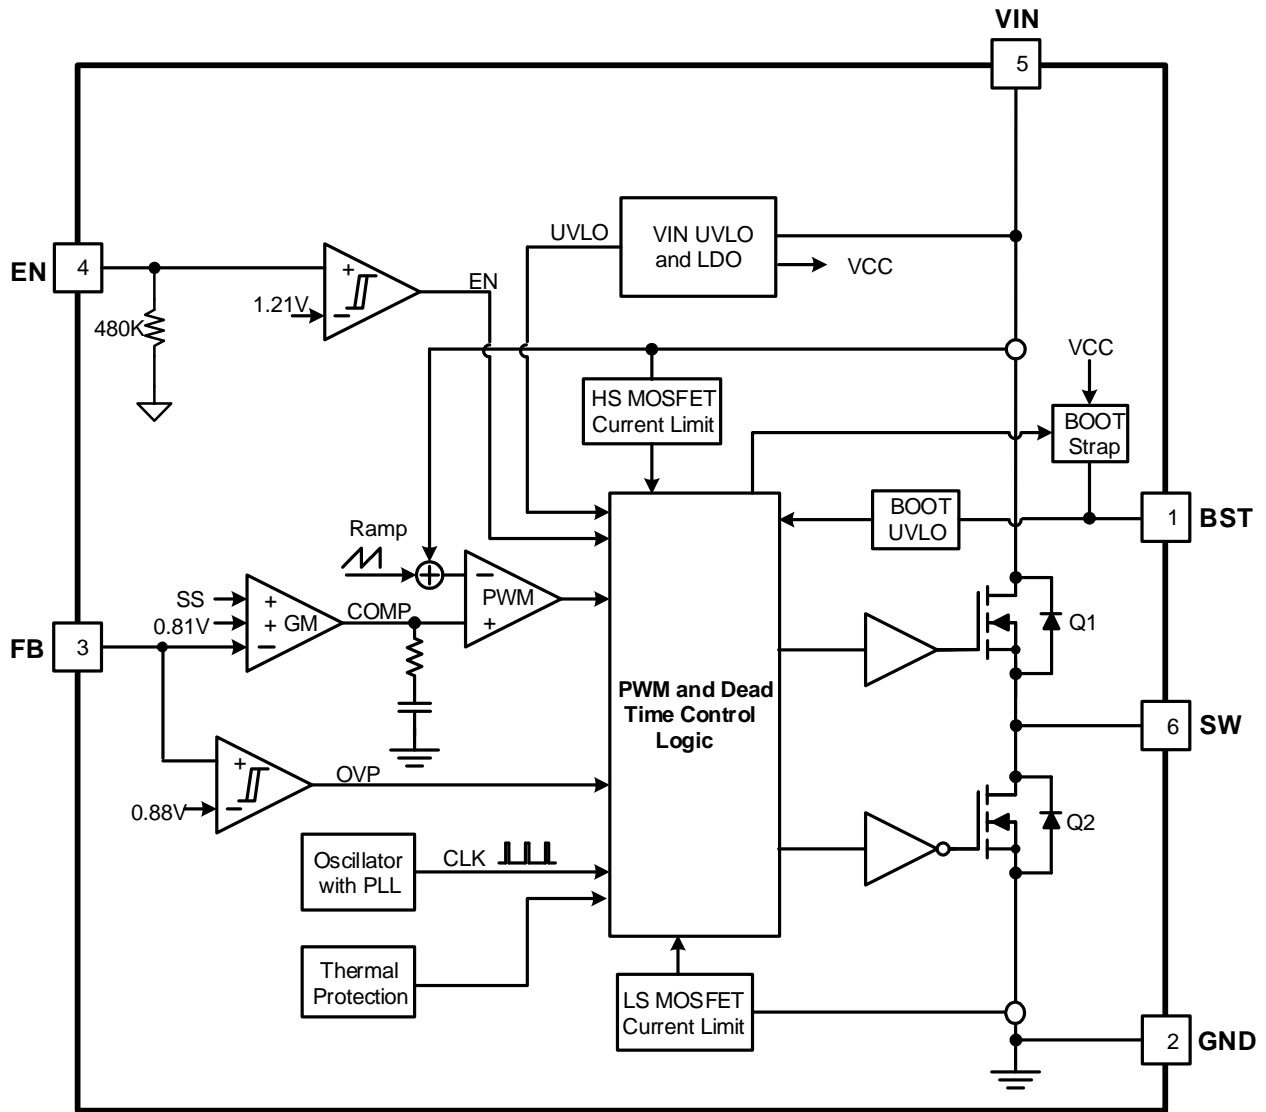 VIN
5
UVLO
VIN UVLO
and LDO
VCC
EN
4
EN
1.21V
480K
+
−
HS MOSFET
Current Limit
VCC
BOOT
Strap
BOOT
UVLO
1
BST
Ramp
+
−
PWM
+
SS
0.81V
+
+
−
GM
COMP
FB
3
Q1
PWM and Dead
Time Control
Logic
6
SW
+
−
0.88V
OVP
Q2
Oscillator
with PLL
CLK
Thermal
Protection
LS MOSFET
Current Limit
2
GND